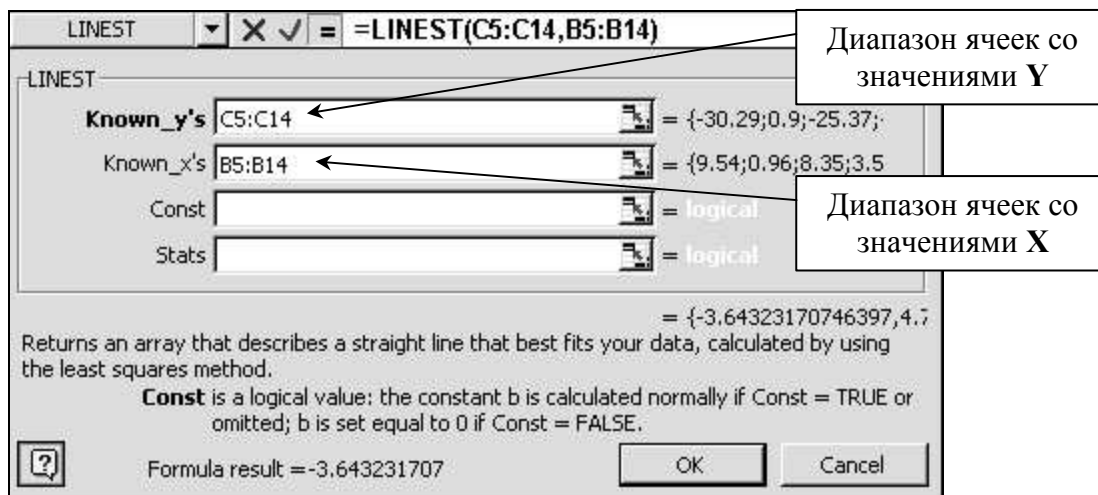 LINEST =LINEST(C5:C14,B5:B14)
Диапазон ячеек со
значениями Y
LINEST
Known_y's C5:C14 = {-30.29;0.9;-25.37;-
Known_x's B5:B14 = {9.54;0.96;8.35;3.5
Const = logical
Stats = logical
Диапазон ячеек со
значениями X
= {-3.64323170746397,4.7
Returns an array that describes a straight line that best fits your data, calculated by using
the least squares method.
Const is a logical value: the constant b is calculated normally if Const = TRUE or
omitted; b is set equal to 0 if Const = FALSE.
Formula result =-3.643231707 OK Cancel